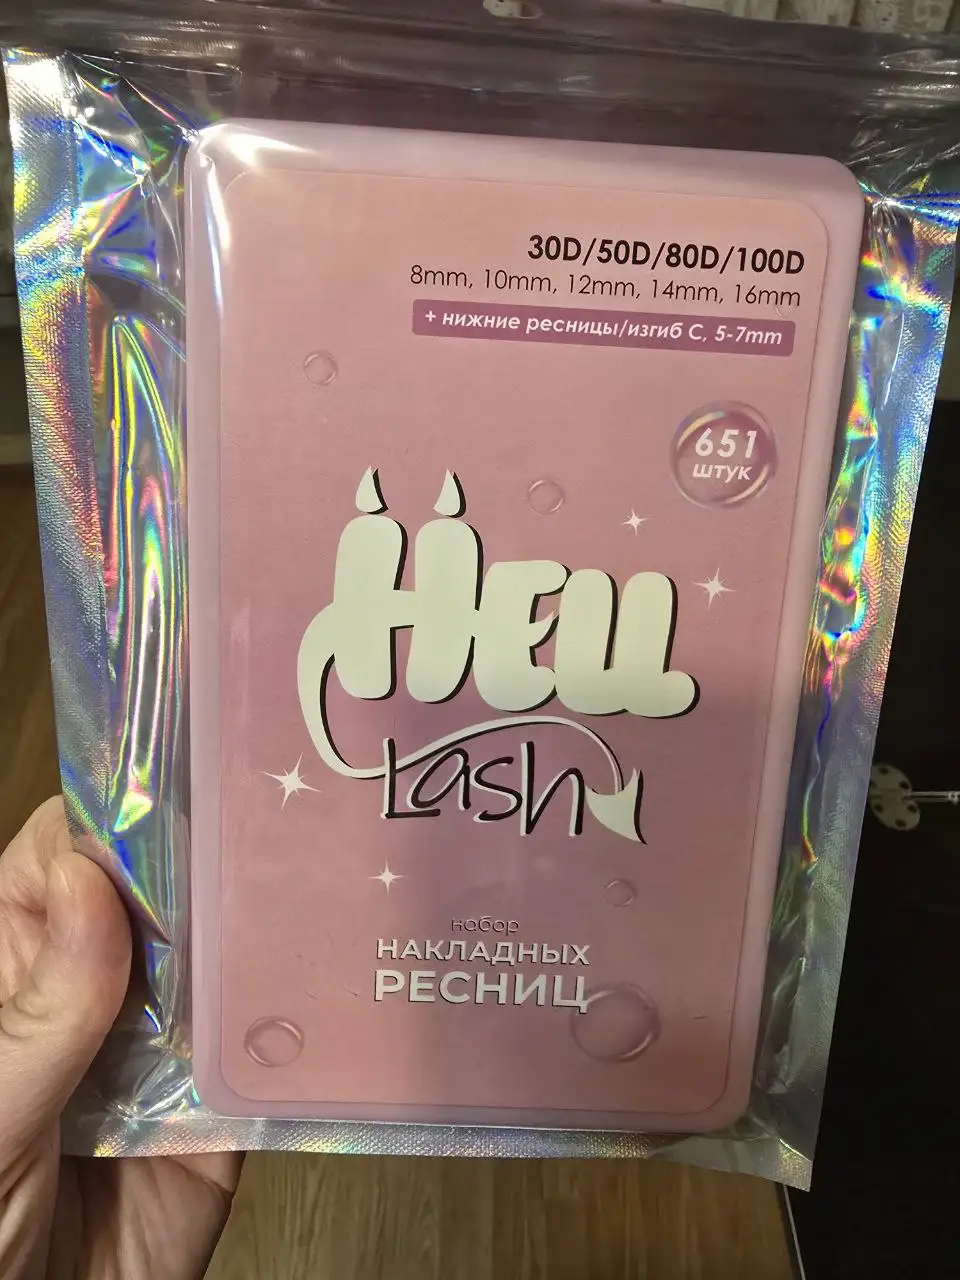 30D/50D/80D/100D
8mm, 10mm, 12mm, 14mm, 16mm
+ нижние ресницы/изгиб С, 5-7mm
651
штук
Hell
Lash
набор
НАКЛАДНЫХ
РЕСНИЦ